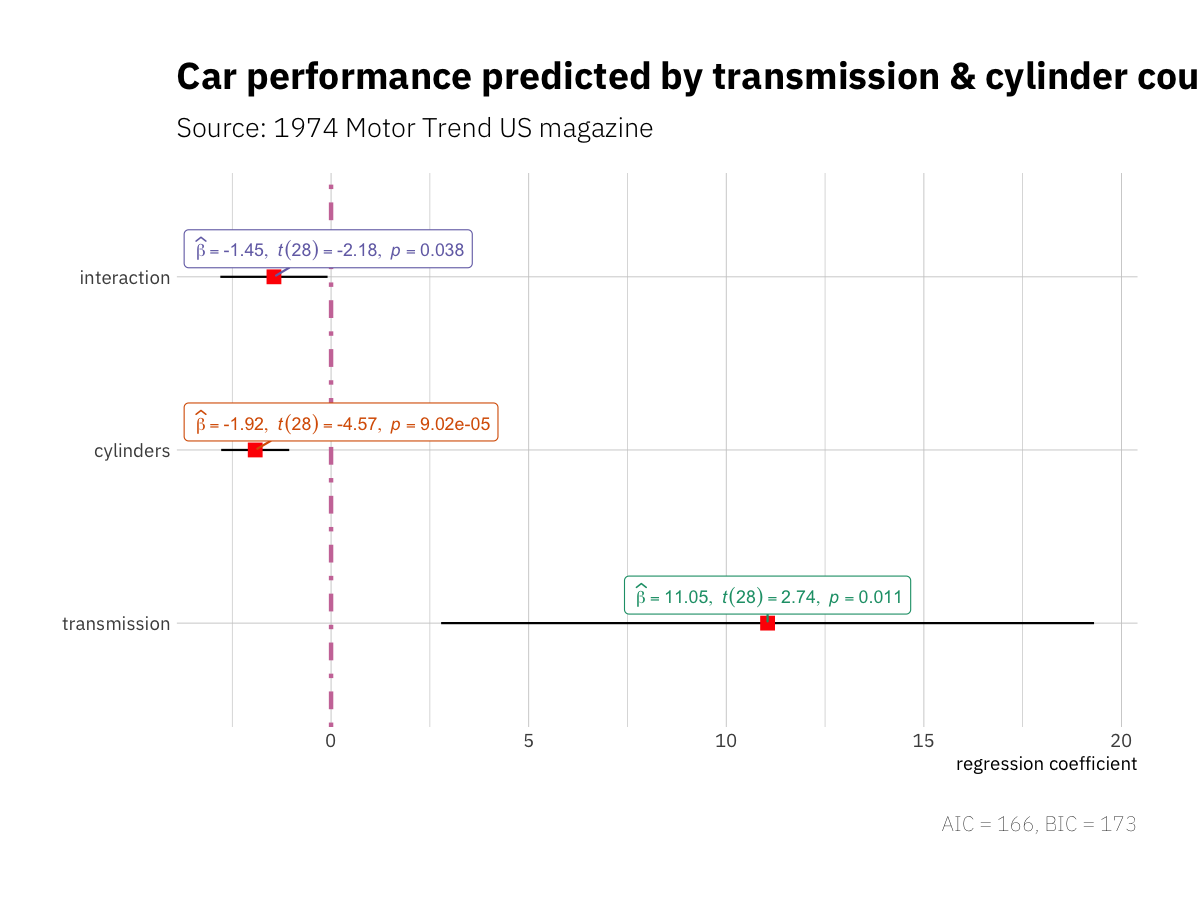 Car performance predicted by transmission & cylinder cou
Source: 1974 Motor Trend US magazine
β̂ = -1.45, t(28) = -2.18, p = 0.038
interaction
β̂ = -1.92, t(28) = -4.57, p = 9.02e-05
cylinders
β̂ = 11.05, t(28) = 2.74, p = 0.011
transmission
0 5 10 15 20
regression coefficient
AIC = 166, BIC = 173